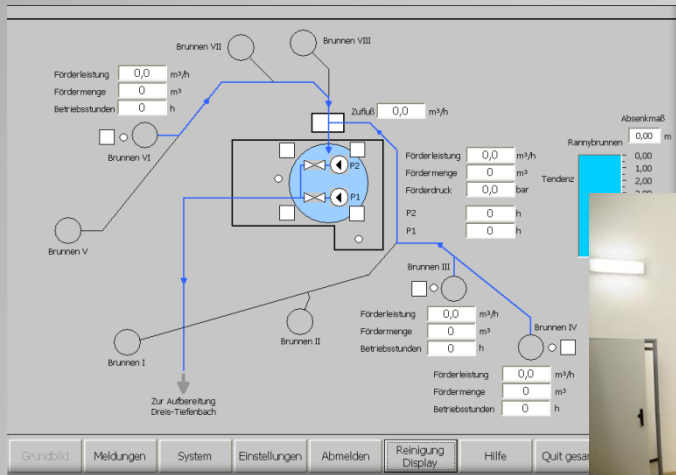 Brunnen VII
Brunnen VIII
Förderleistung 0,0 m³/h
Fördermenge 0 m³
Betriebsstunden 0 h
Brunnen VI
Zufluß 0,0 m³/h
Absenkmaß
Rannybrunnen 0,00 m
Förderleistung 0,0 m³/h
Fördermenge 0 m³
Förderdruck 0,0 bar
P2 0 h
P1 0 h
Tendenz
0,00
1,00
2,00
P2
P1
Brunnen V
Brunnen III
Förderleistung 0,0 m³/h
Fördermenge 0 m³
Betriebsstunden 0 h
Brunnen II
Brunnen IV
Brunnen I
Förderleistung 0,0 m³/h
Fördermenge 0 m³
Betriebsstunden 0 h
Zur Aufbereitung
Dreis-Tiefenbach
Grundbild
Meldungen
System
Einstellungen
Abmelden
Reinigung
Display
Hilfe
Quit